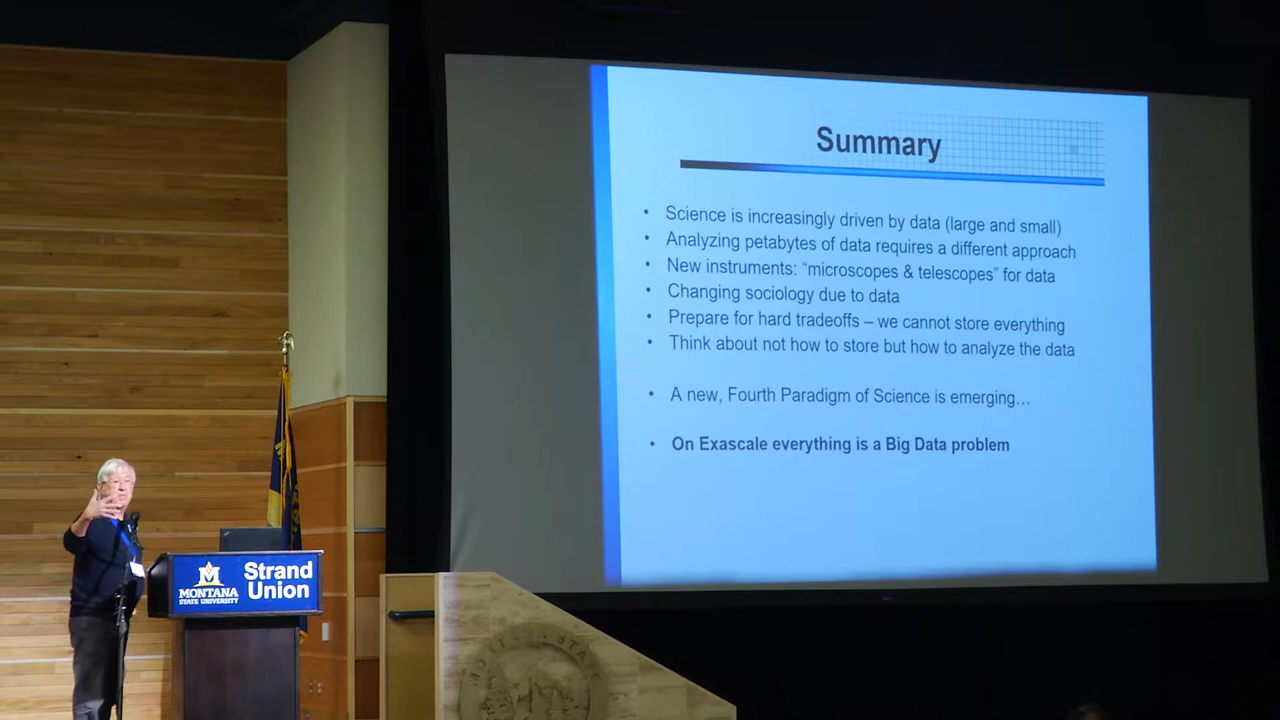 Summary
• Science is increasingly driven by data (large and small)
• Analyzing petabytes of data requires a different approach
• New instruments: “microscopes & telescopes” for data
• Changing sociology due to data
• Prepare for hard tradeoffs – we cannot store everything
• Think about not how to store but how to analyze the data
• A new, Fourth Paradigm of Science is emerging…
• On Exascale everything is a Big Data problem
MONTANA
STATE UNIVERSITY
Strand
Union